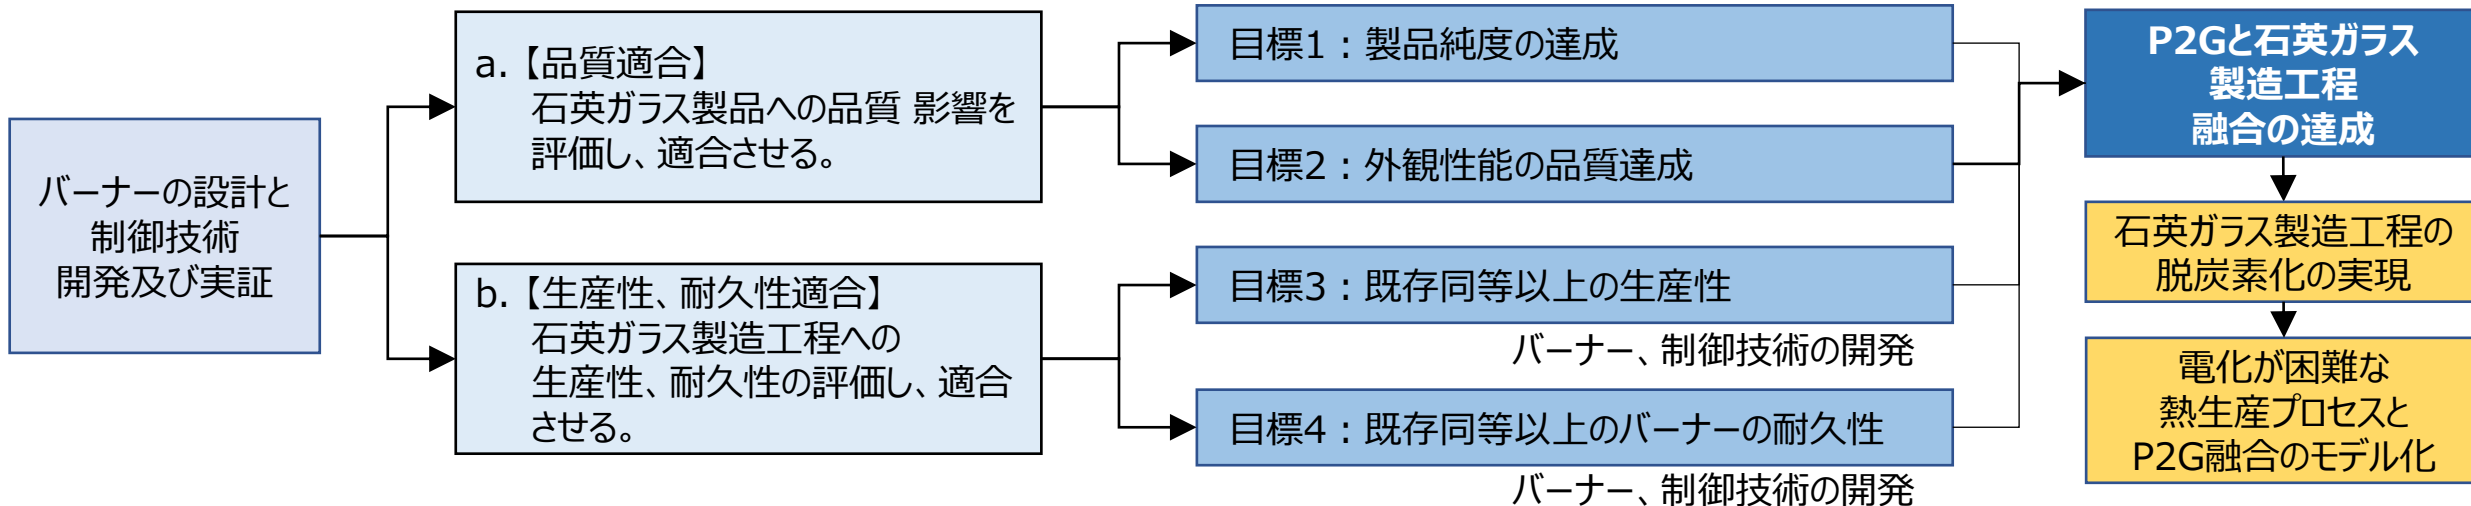 バーナーの設計と
制御技術
開発及び実証
a. 【品質適合】
石英ガラス製品への品質 影響を
評価し、適合させる。
b. 【生産性、耐久性適合】
石英ガラス製造工程への
生産性、耐久性の評価し、適合
させる。
目標1：製品純度の達成
目標2：外観性能の品質達成
目標3：既存同等以上の生産性
バーナー、制御技術の開発
目標4：既存同等以上のバーナーの耐久性
バーナー、制御技術の開発
P2Gと石英ガラス
製造工程
融合の達成
石英ガラス製造工程の
脱炭素化の実現
電化が困難な
熱生産プロセスと
P2G融合のモデル化